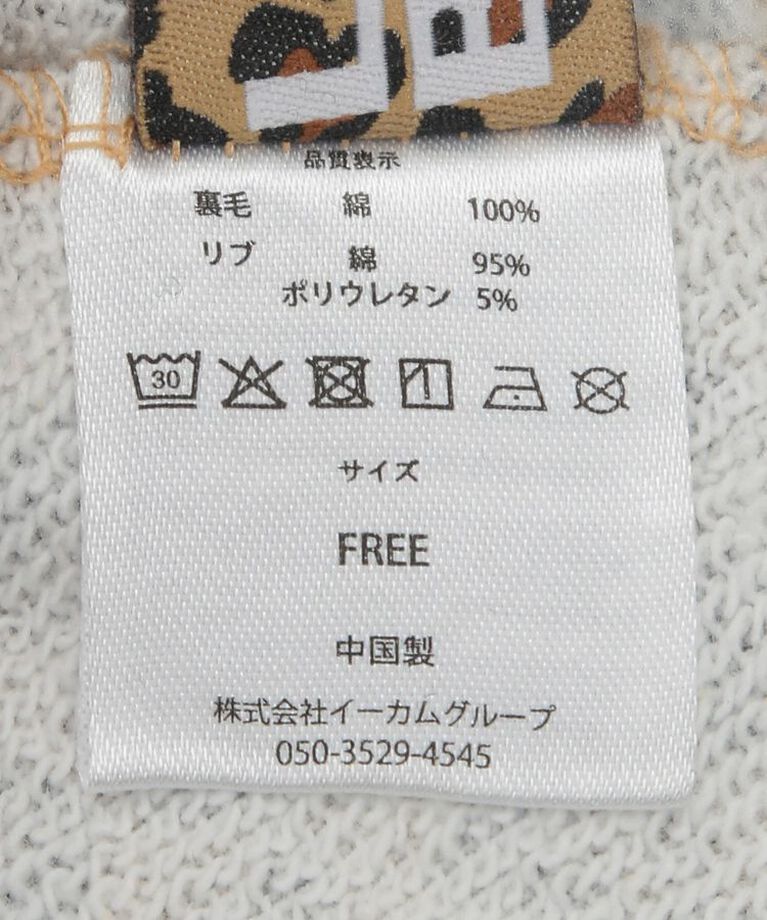 品質表示
裏毛 綿 100%
リブ 綿 95%
ポリウレタン 5%
30
サイズ
FREE
中国製
株式会社イーカムグループ
050-3529-4545